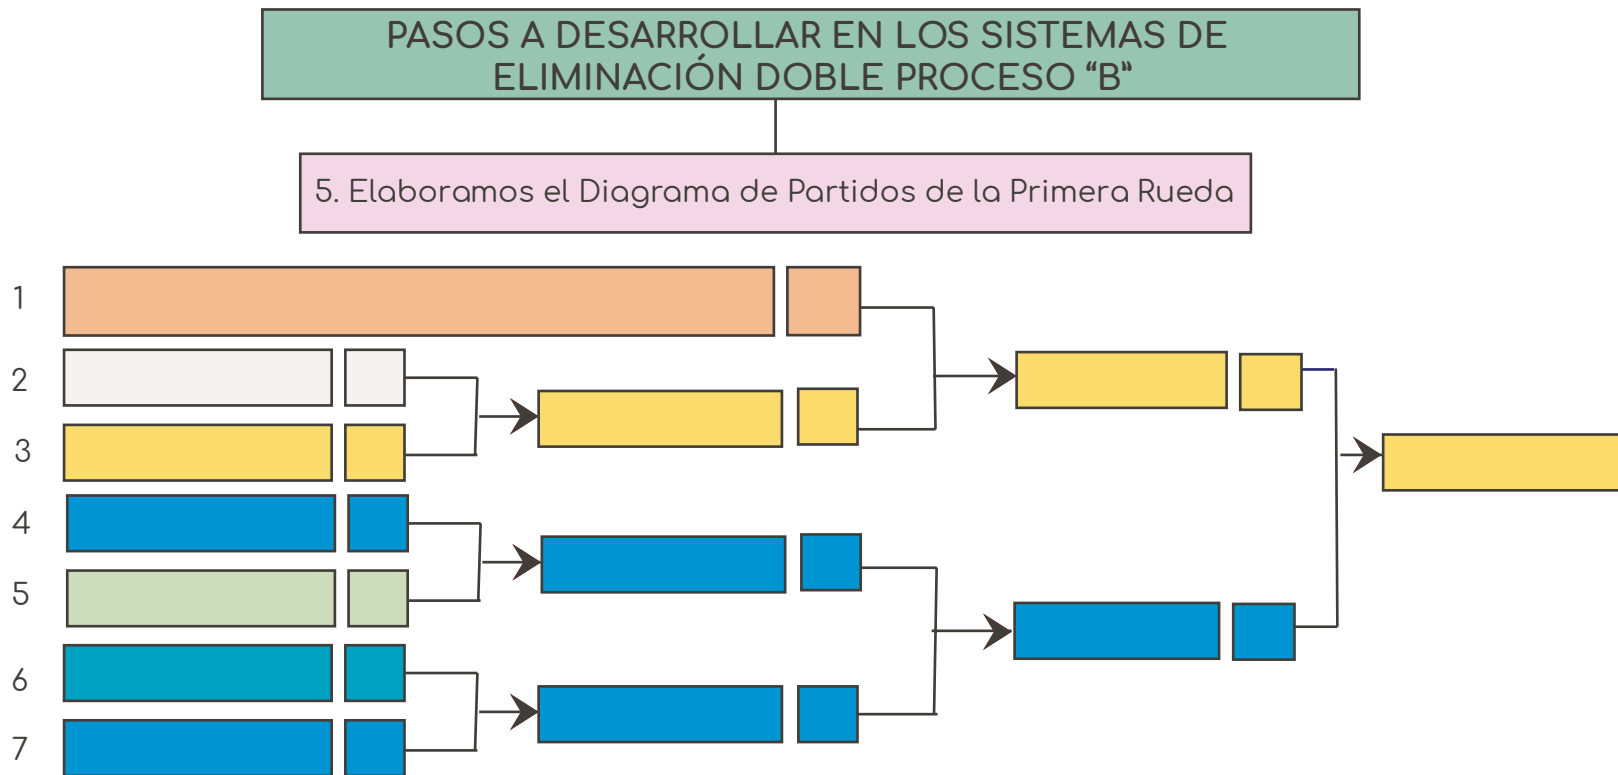 PASOS A DESARROLLAR EN LOS SISTEMAS DE
ELIMINACIÓN DOBLE PROCESO “B”
5. Elaboramos el Diagrama de Partidos de la Primera Rueda
1
2
3
4
5
6
7